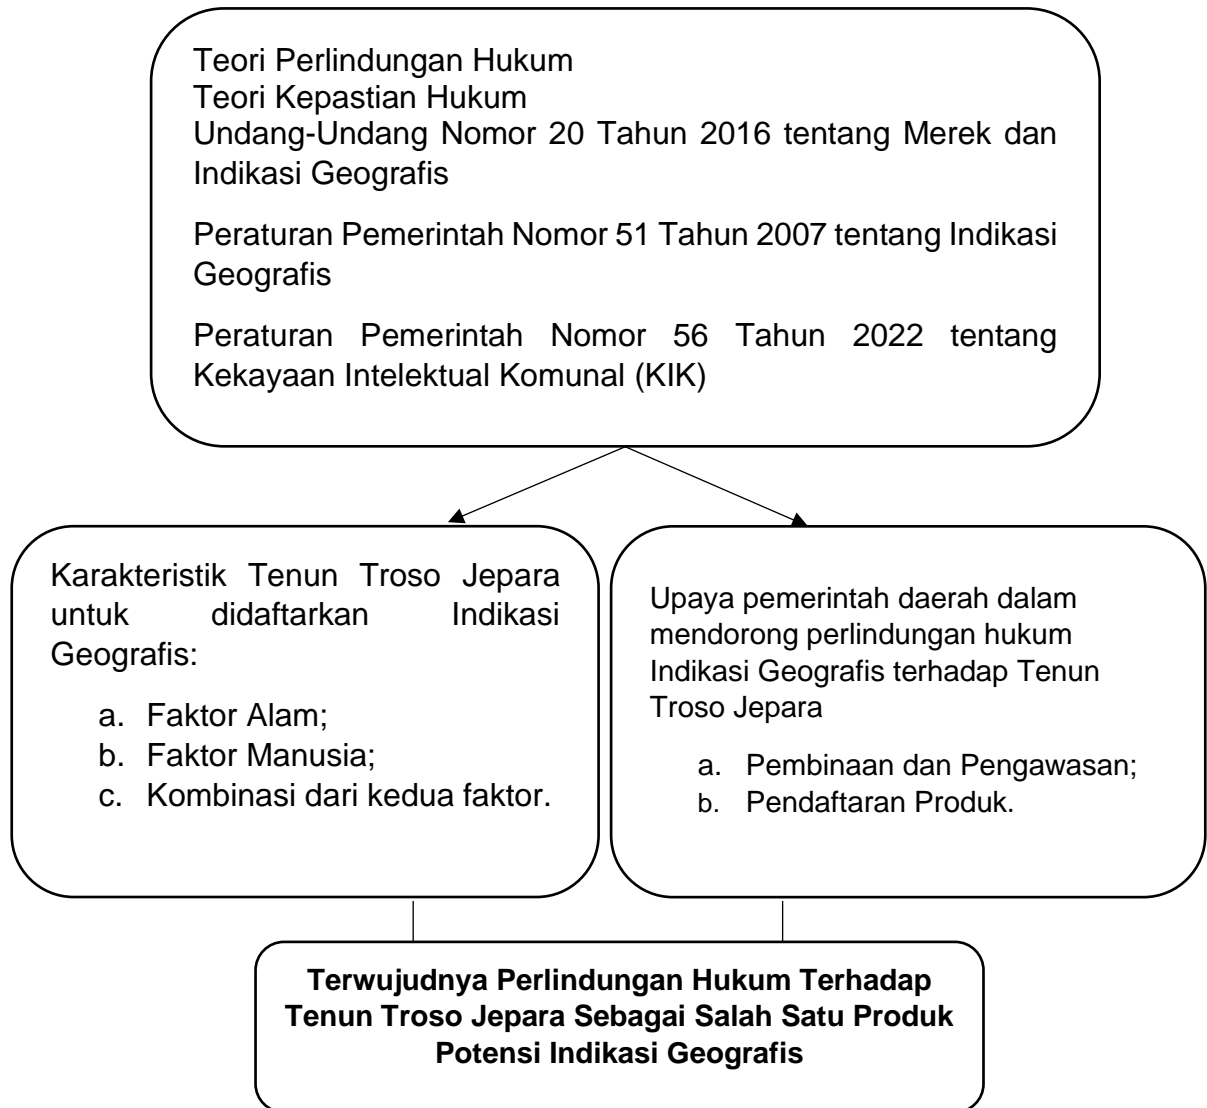 Teori Perlindungan Hukum
Teori Kepastian Hukum
Undang-Undang Nomor 20 Tahun 2016 tentang Merek dan
Indikasi Geografis
Peraturan Pemerintah Nomor 51 Tahun 2007 tentang Indikasi
Geografis
Peraturan Pemerintah Nomor 56 Tahun 2022 tentang
Kekayaan Intelektual Komunal (KIK)
Karakteristik Tenun Troso Jepara
untuk didaftarkan Indikasi
Geografis:
a. Faktor Alam;
b. Faktor Manusia;
c. Kombinasi dari kedua faktor.
Upaya pemerintah daerah dalam
mendorong perlindungan hukum
Indikasi Geografis terhadap Tenun
Troso Jepara
a. Pembinaan dan Pengawasan;
b. Pendaftaran Produk.
Terwujudnya Perlindungan Hukum Terhadap
Tenun Troso Jepara Sebagai Salah Satu Produk
Potensi Indikasi Geografis